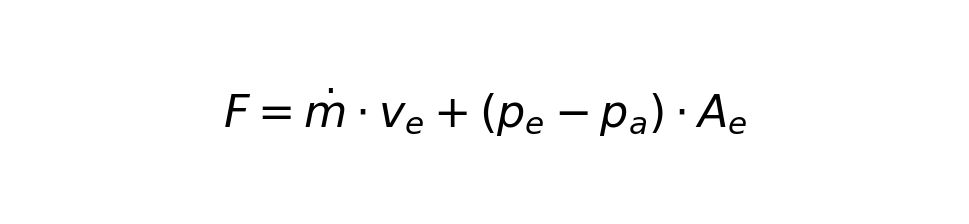 F = ṁ · vₑ + (pₑ − pₐ) · Aₑ